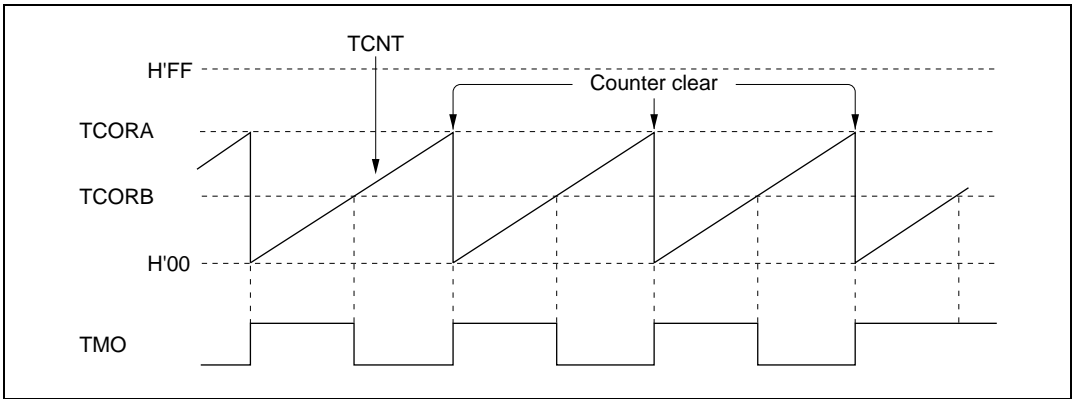 TCNT
H'FF
Counter clear
TCORA
TCORB
H'00
TMO